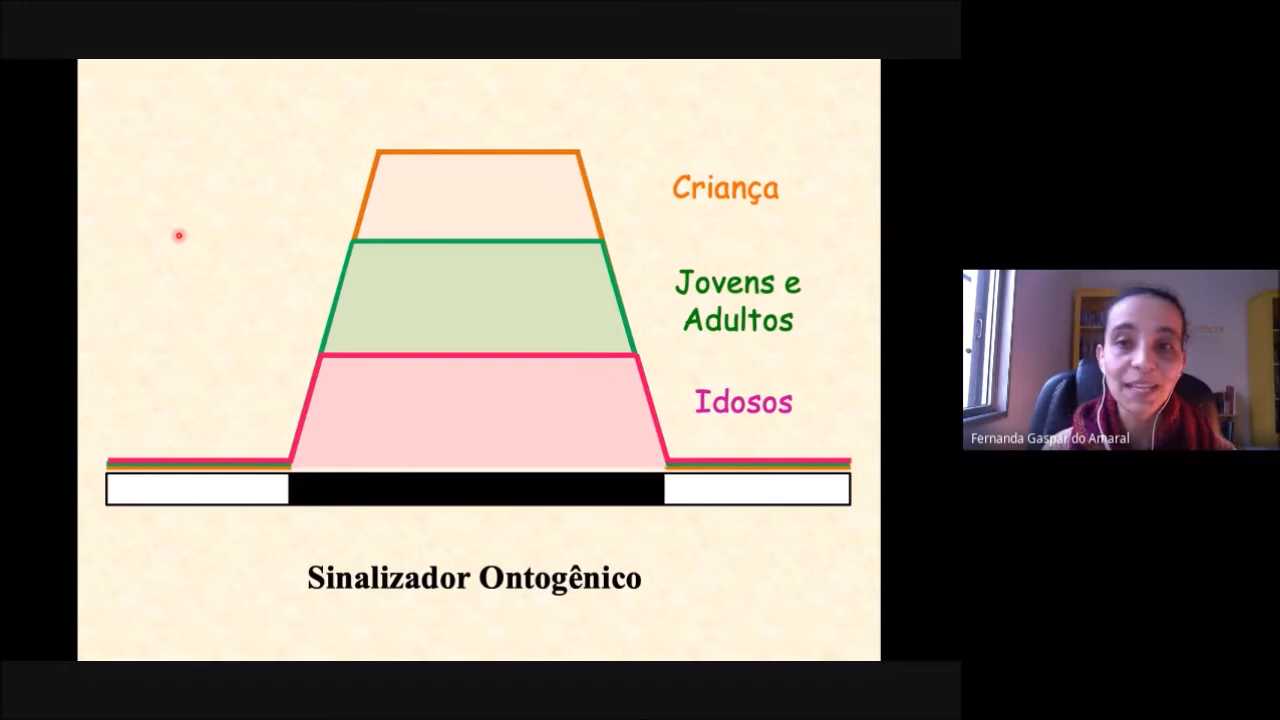 Criança
Jovens e
Adultos
Idosos
Sinalizador Ontogênico
Fernanda Gaspar do Amaral